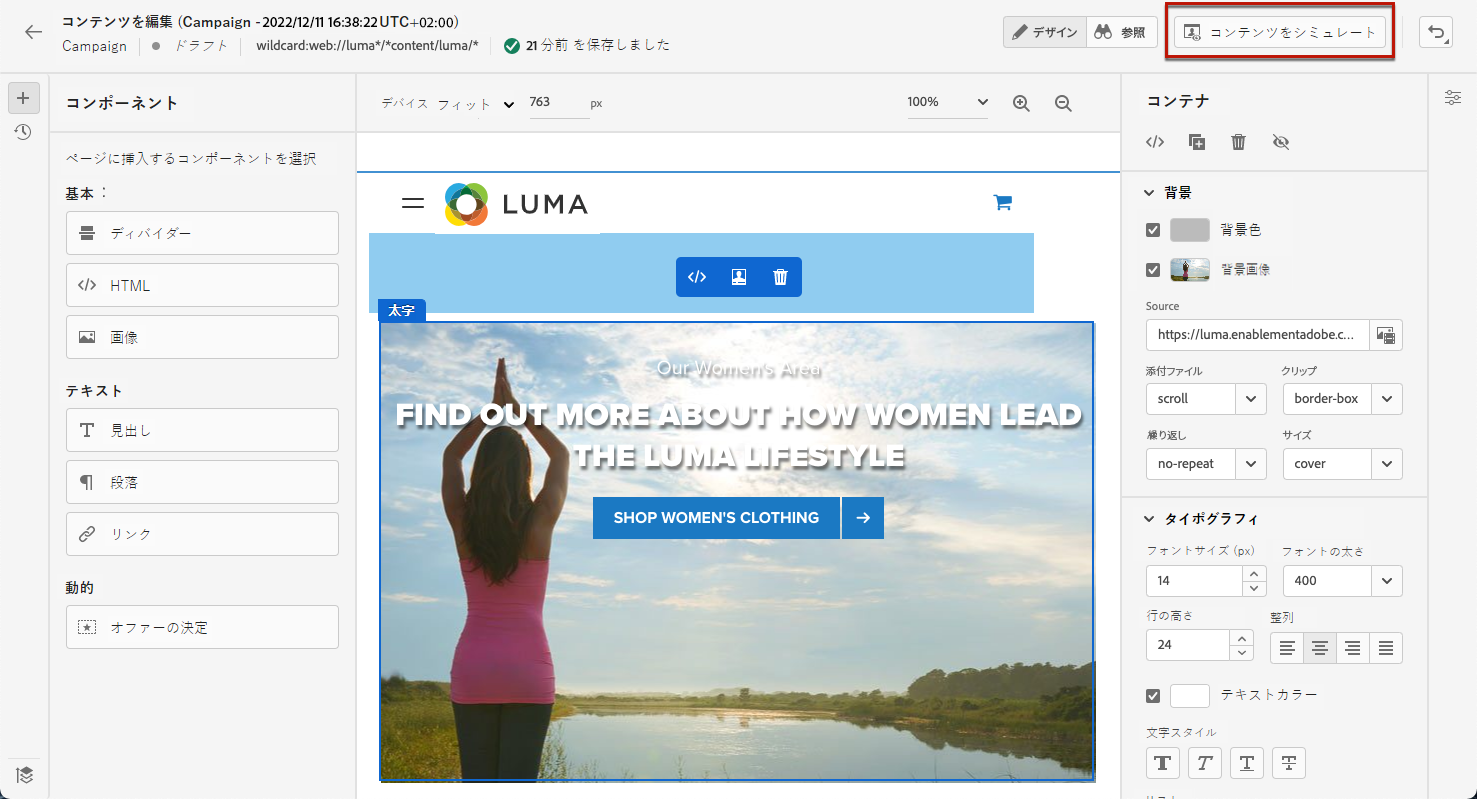 コンテンツを編集 (Campaign - 2022/12/11 16:38:22 UTC+02:00)
Campaign ドラフト wildcard:web://luma*/*content/luma/* 21 分前 を保存しました
デザイン 参照 コンテンツをシミュレート
コンポーネント
ページに挿入するコンポーネントを選択
基本：
ディバイダー
HTML
画像
テキスト
見出し
段落
リンク
動的
オファーの決定
デバイス フィット 763 px 100%
LUMA
太字
Our Women's Area
FIND OUT MORE ABOUT HOW WOMEN LEAD
THE LUMA LIFESTYLE
SHOP WOMEN'S CLOTHING
コンテナ
背景
背景色
背景画像
Source
https://luma.enablementadobe.c...
添付ファイル クリップ
scroll border-box
繰り返し サイズ
no-repeat cover
タイポグラフィ
フォントサイズ (px) フォントの太さ
14 400
行の高さ 整列
24
テキストカラー
文字スタイル